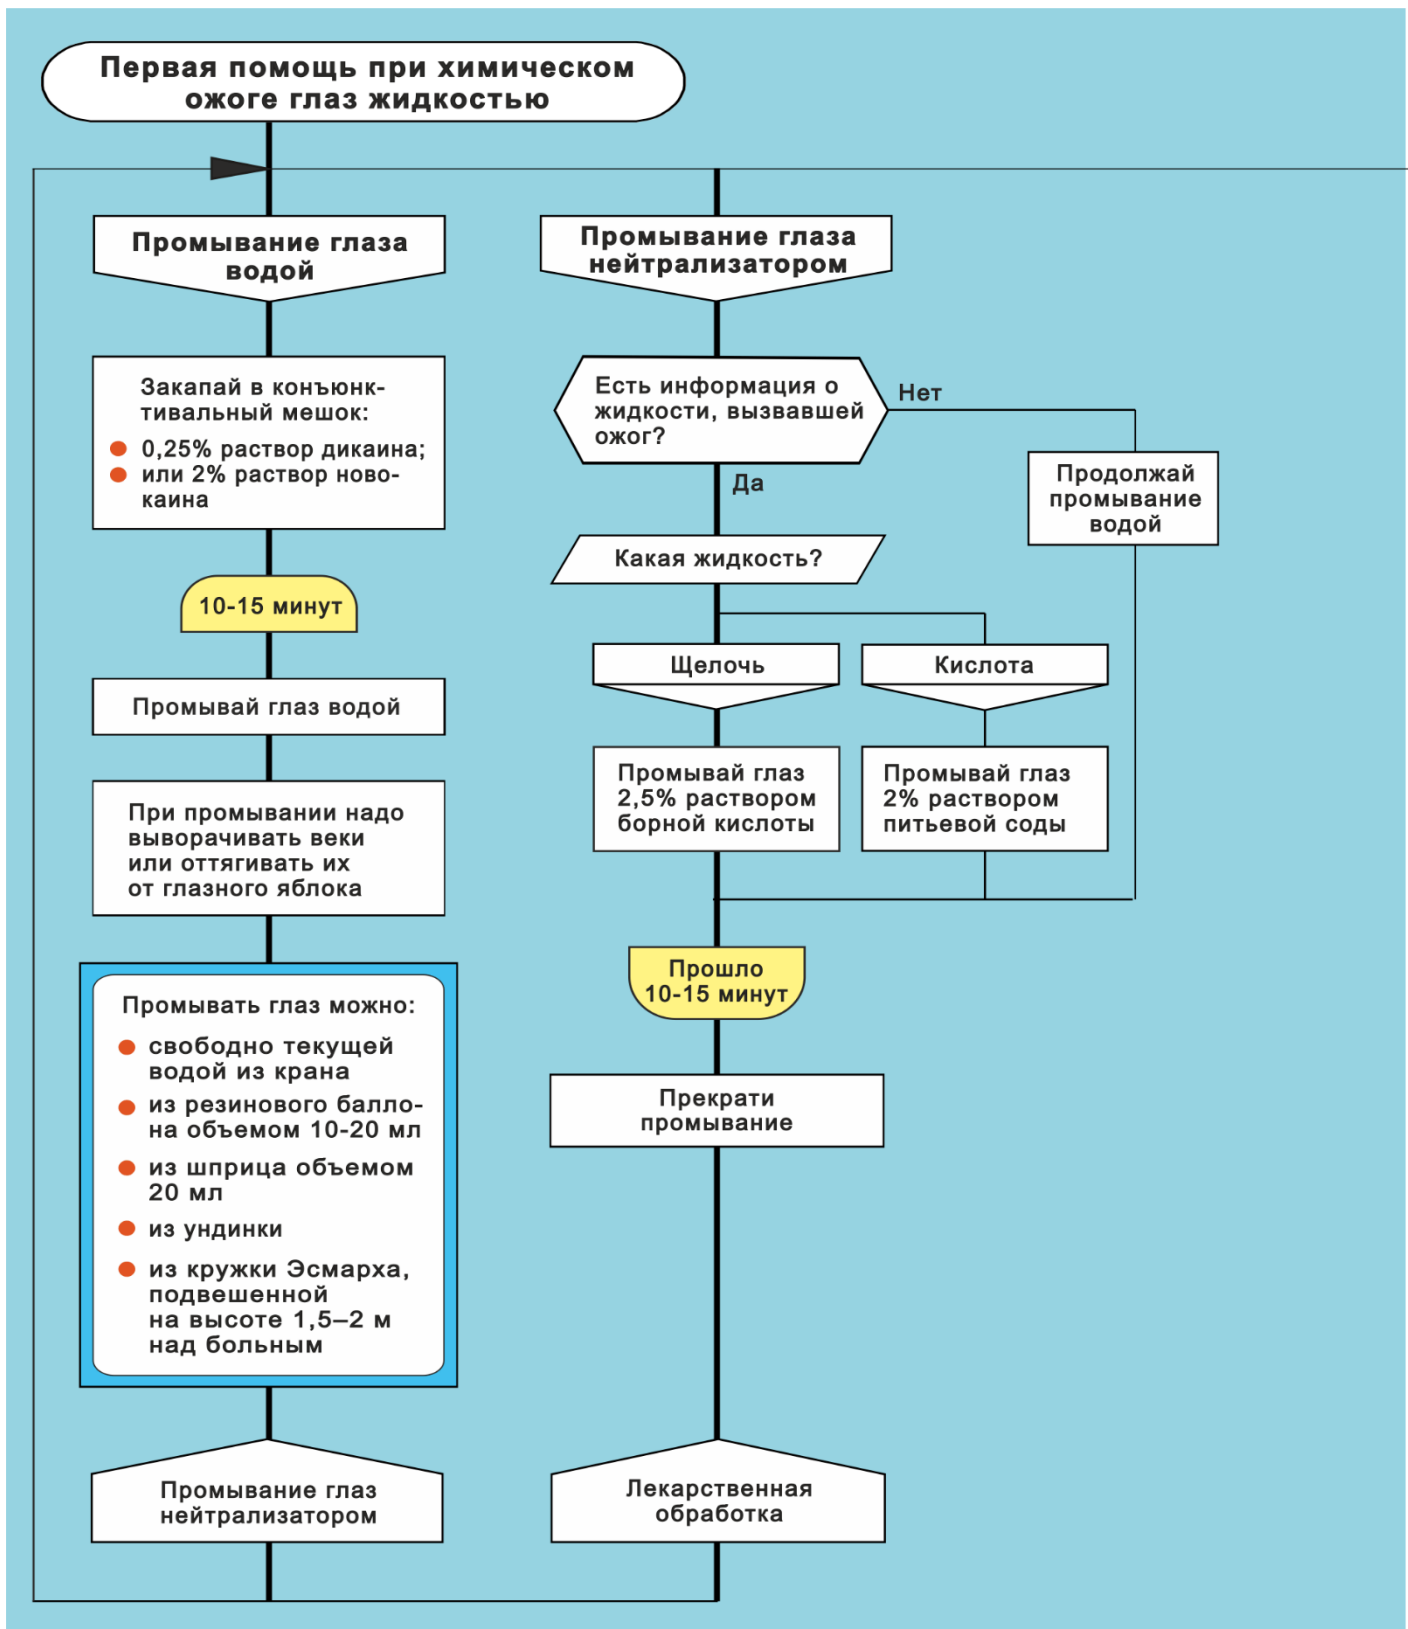 Первая помощь при химическом
ожоге глаз жидкостью
Промывание глаза
водой
Закапай в конъюнк-
тивальный мешок:
0,25% раствор дикаина;
или 2% раствор ново-
каина
10-15 минут
Промывай глаз водой
При промывании надо
выворачивать веки
или оттягивать их
от глазного яблока
Промывать глаз можно:
свободно текущей
водой из крана
из резинового балло-
на объемом 10-20 мл
из шприца объемом
20 мл
из ундинки
из кружки Эсмарха,
подвешенной
на высоте 1,5–2 м
над больным
Промывание глаз
нейтрализатором
Промывание глаза
нейтрализатором
Есть информация о
жидкости, вызвавшей
ожог?
Нет
Да
Продолжай
промывание
водой
Какая жидкость?
Щелочь
Кислота
Промывай глаз
2,5% раствором
борной кислоты
Промывай глаз
2% раствором
питьевой соды
Прошло
10-15 минут
Прекрати
промывание
Лекарственная
обработка